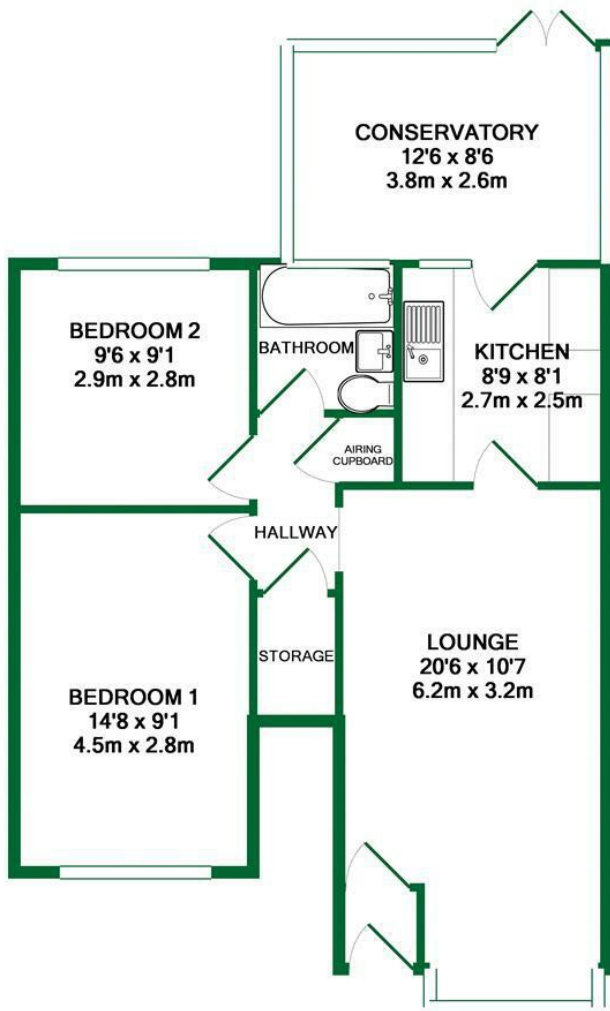 CONSERVATORY
12'6 x 8'6
3.8m x 2.6m
BEDROOM 2
9'6 x 9'1
2.9m x 2.8m
BATHROOM
KITCHEN
8'9 x 8'1
2.7m x 2.5m
AIRING
CUPBOARD
HALLWAY
STORAGE
LOUNGE
20'6 x 10'7
6.2m x 3.2m
BEDROOM 1
14'8 x 9'1
4.5m x 2.8m